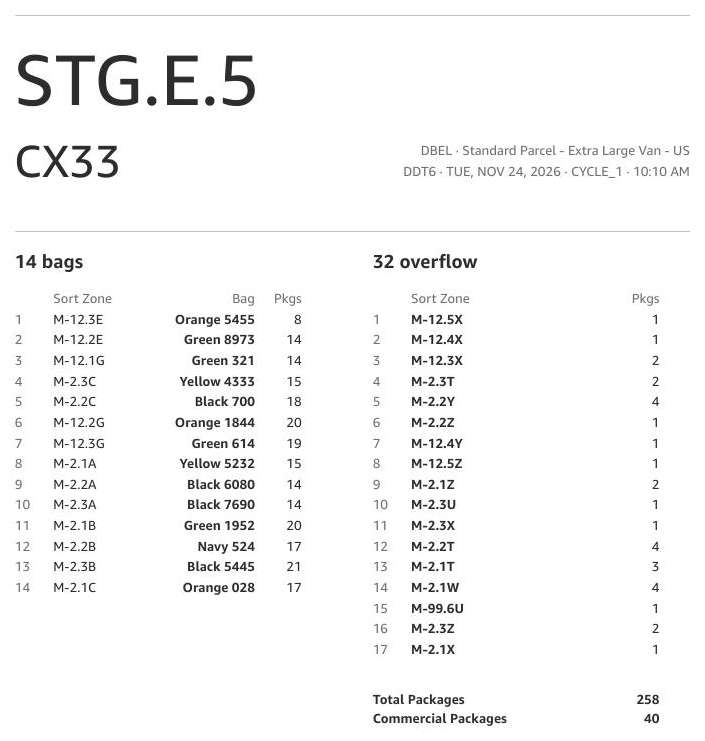 STG.E.5
CX33
DBEL · Standard Parcel - Extra Large Van - US
DDT6 · TUE, NOV 24, 2026 · CYCLE_1 · 10:10 AM
14 bags
Sort Zone Bag Pkgs
1 M-12.3E Orange 5455 8
2 M-12.2E Green 8973 14
3 M-12.1G Green 321 14
4 M-2.3C Yellow 4333 15
5 M-2.2C Black 700 18
6 M-12.2G Orange 1844 20
7 M-12.3G Green 614 19
8 M-2.1A Yellow 5232 15
9 M-2.2A Black 6080 14
10 M-2.3A Black 7690 14
11 M-2.1B Green 1952 20
12 M-2.2B Navy 524 17
13 M-2.3B Black 5445 21
14 M-2.1C Orange 028 17
32 overflow
Sort Zone Pkgs
1 M-12.5X 1
2 M-12.4X 1
3 M-12.3X 2
4 M-2.3T 2
5 M-2.2Y 4
6 M-2.2Z 1
7 M-12.4Y 1
8 M-12.5Z 1
9 M-2.1Z 2
10 M-2.3U 1
11 M-2.3X 1
12 M-2.2T 4
13 M-2.1T 3
14 M-2.1W 4
15 M-99.6U 1
16 M-2.3Z 2
17 M-2.1X 1
Total Packages 258
Commercial Packages 40